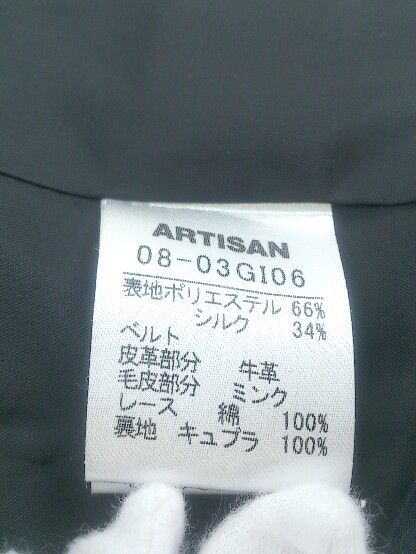 ARTISAN
08-03GI06
表地ポリエステル 66%
シルク 34%
ベルト
皮革部分 牛革
毛皮部分 ミンク
レース 綿 100%
裏地 キュプラ 100%